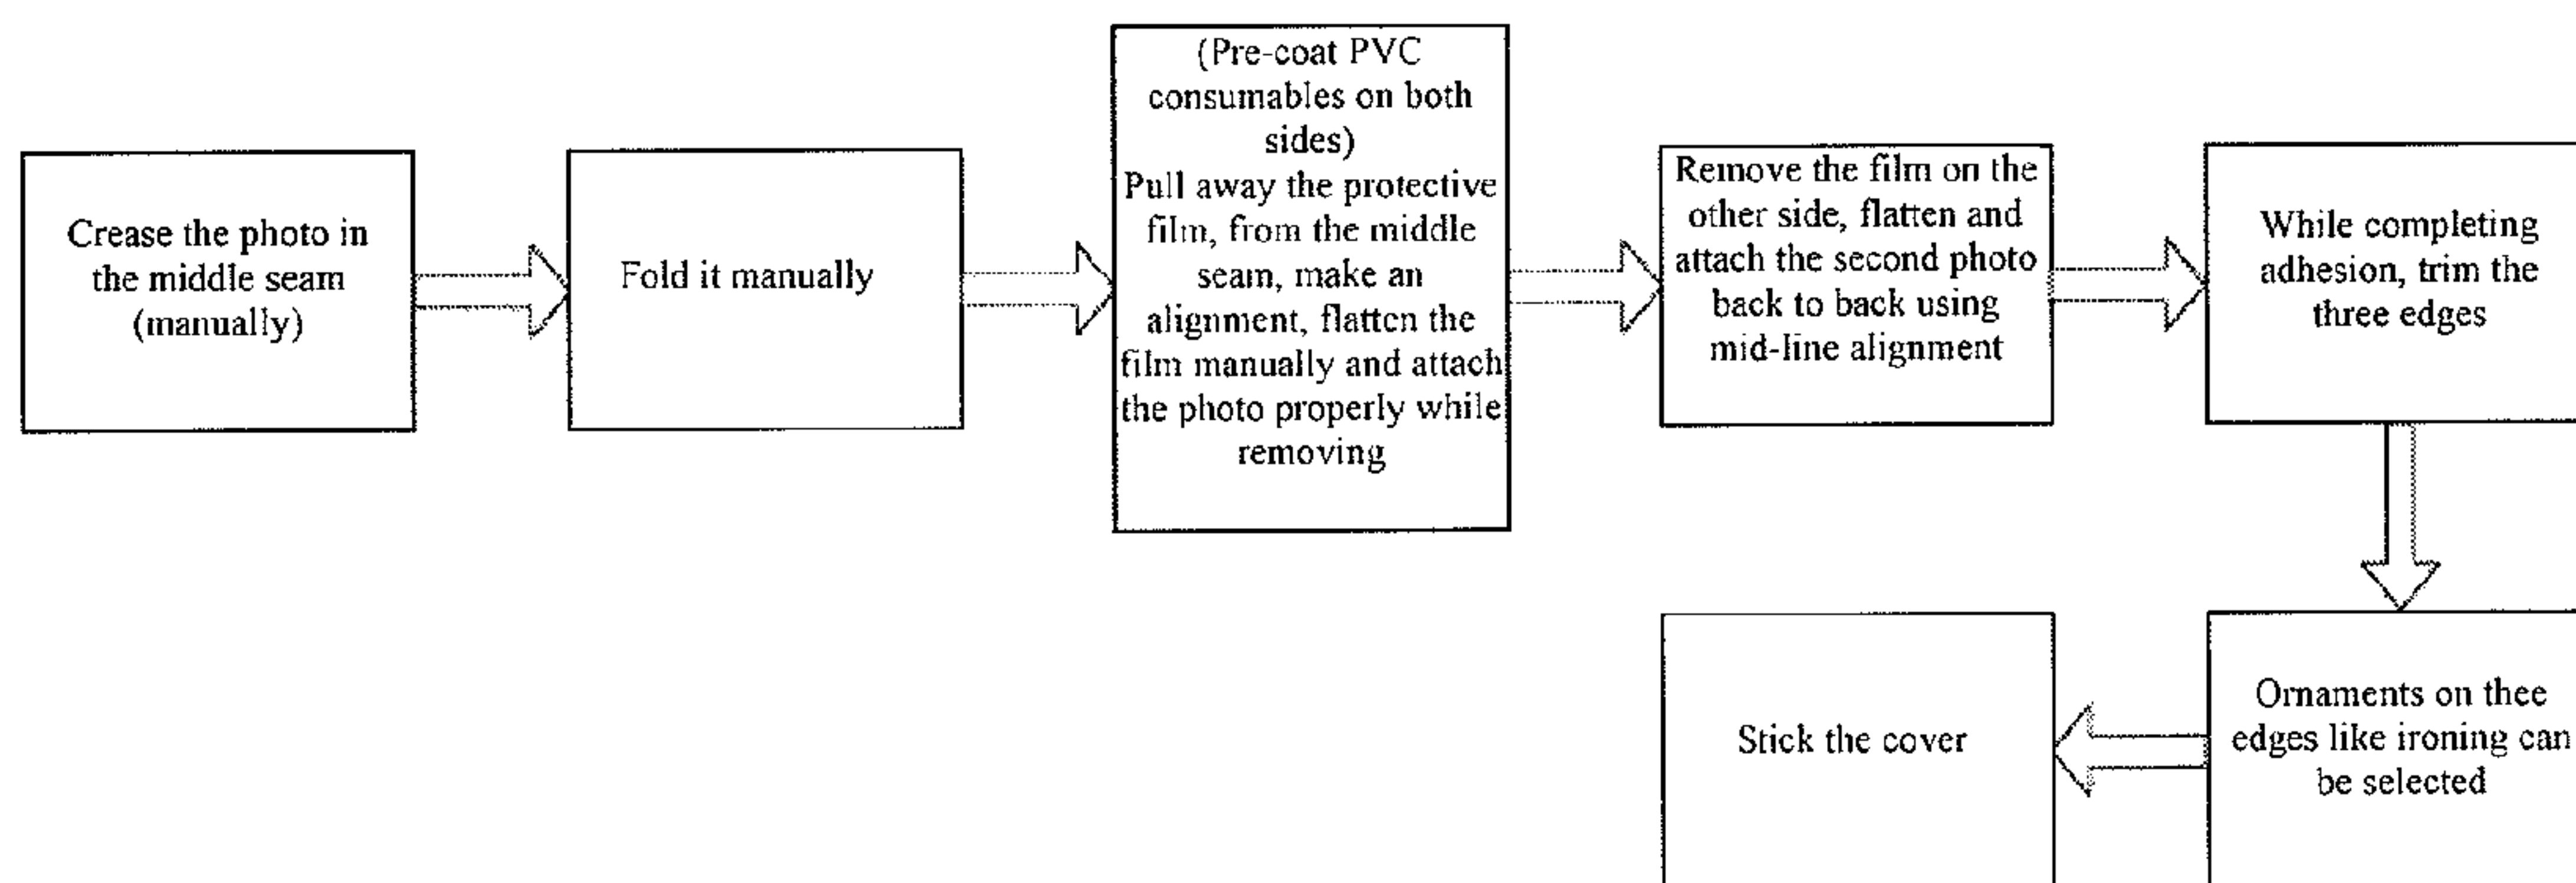 Crease the photo in
the middle seam
(manually)
Fold it manually
(Pre-coat PVC
consumables on both
sides)
Pull away the protective
film, from the middle
seam, make an
alignment, flatten the
film manually and attach
the photo properly while
removing
Remove the film on the
other side, flatten and
attach the second photo
back to back using
mid-line alignment
While completing
adhesion, trim the
three edges
Ornaments on thee
edges like ironing can
be selected
Stick the cover